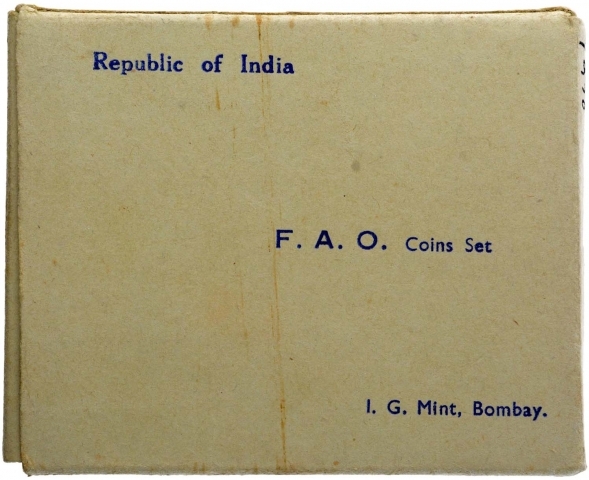 Republic of India
F. A. O. Coins Set
I. G. Mint, Bombay.